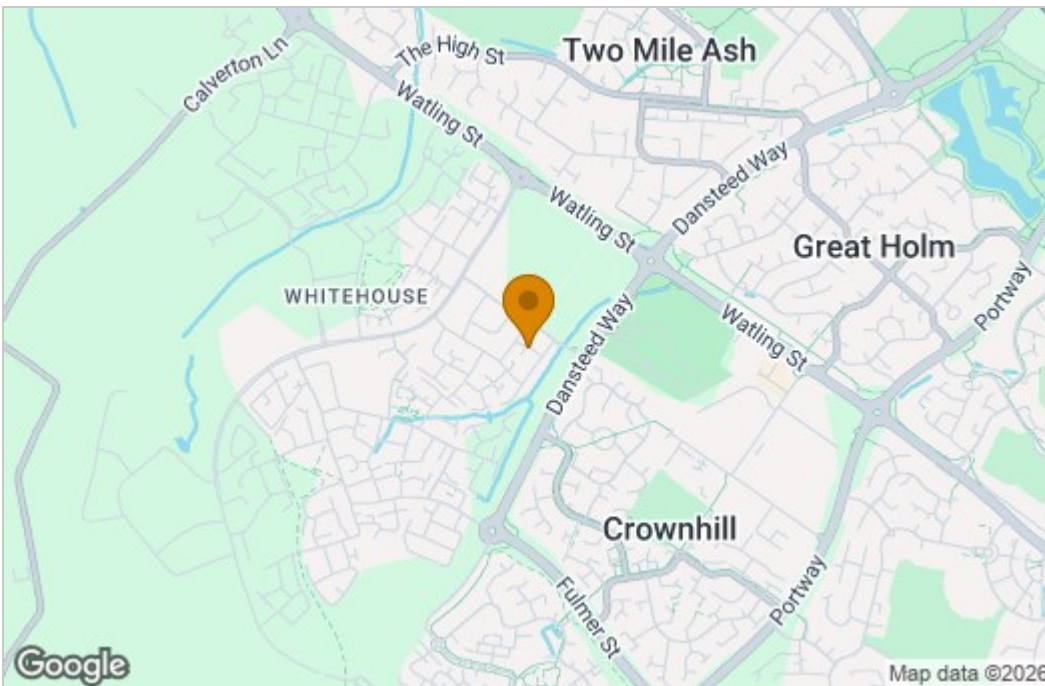 Two Mile Ash
The High St
Calverton Ln
Watling St
Dansteed Way
Watling St
Great Holm
WHITEHOUSE
Portway
Dansteed Way
Watling St
Crownhill
Fulmer St
Portway
Google
Map data ©2026